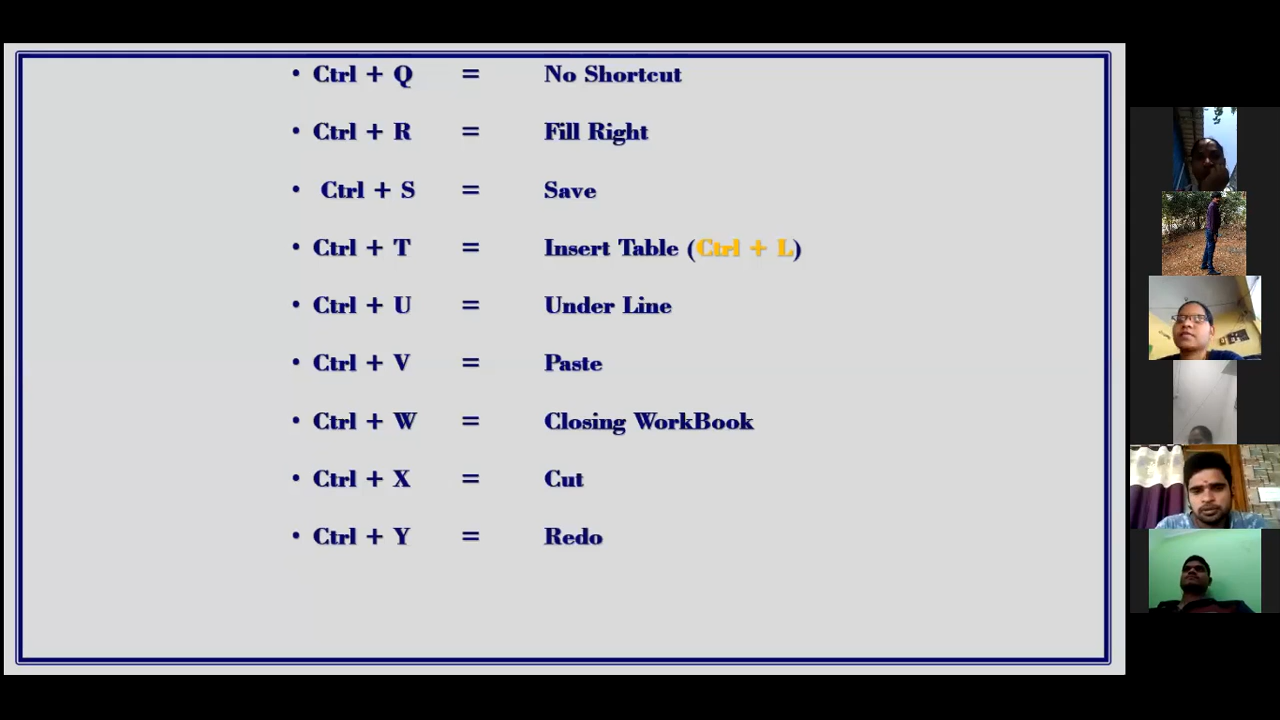 • Ctrl + Q = No Shortcut
• Ctrl + R = Fill Right
• Ctrl + S = Save
• Ctrl + T = Insert Table (Ctrl + L)
• Ctrl + U = Under Line
• Ctrl + V = Paste
• Ctrl + W = Closing WorkBook
• Ctrl + X = Cut
• Ctrl + Y = Redo